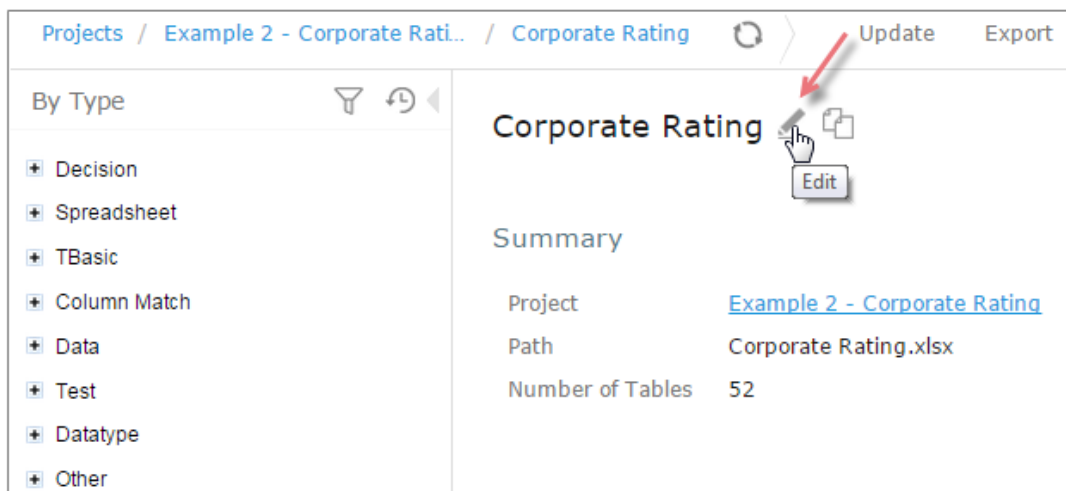 Projects / Example 2 - Corporate Rati... / Corporate Rating Update Export
By Type
Corporate Rating
Edit
Decision
Spreadsheet
TBasic
Column Match
Data
Test
Datatype
Other
Summary
Project Example 2 - Corporate Rating
Path Corporate Rating.xlsx
Number of Tables 52